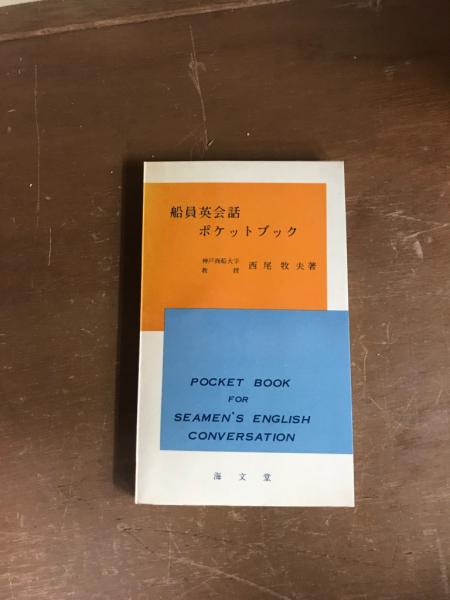 船員英会話
ポケットブック
神戸商船大学
教授 西尾牧夫著
POCKET BOOK
FOR
SEAMEN'S ENGLISH
CONVERSATION
海文堂